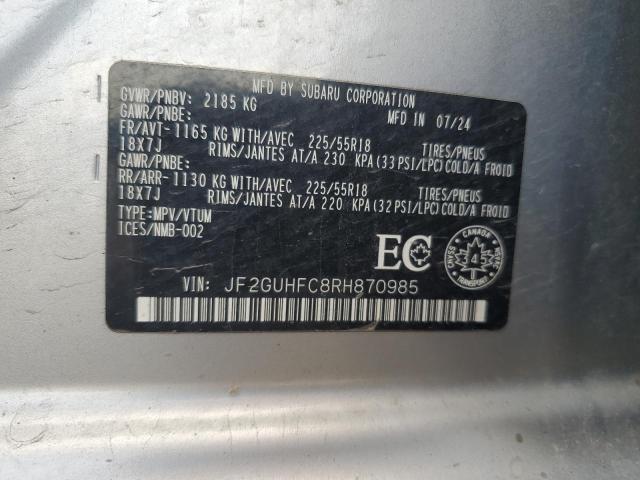 MFD BY SUBARU CORPORATION
GVWR/PNBV: 2185 KG MFD IN 07/24
GAWR/PNBE:
FR/AVT-1165 KG WITH/AVEC 225/55R18 TIRES/PNEUS
18X7J RIMS/JANTES AT/A 230 KPA (33 PSI/LPC) COLD/A FROID
GAWR/PNBE:
RR/ARR-1130 KG WITH/AVEC 225/55R18 TIRES/PNEUS
18X7J RIMS/JANTES AT/A 220 KPA (32 PSI/LPC) COLD/A FROID
TYPE:MPV/VTUM
ICES/NMB-002
EC
CANADA
345
TRANSPORT
VIN: JF2GUHFC8RH870985